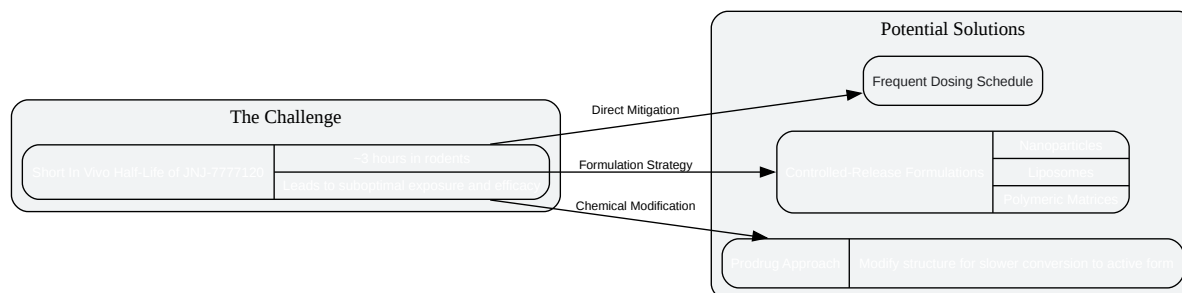 The Challenge
Short In Vivo Half-Life of JNJ-7777120
~3 hours in rodents
Leads to suboptimal exposure and efficacy
Direct Mitigation
Formulation Strategy
Chemical Modification
Potential Solutions
Frequent Dosing Schedule
Controlled-Release Formulations
Nanoparticles
Liposomes
Polymeric Matrices
Prodrug Approach
Modify structure for slower conversion to active form